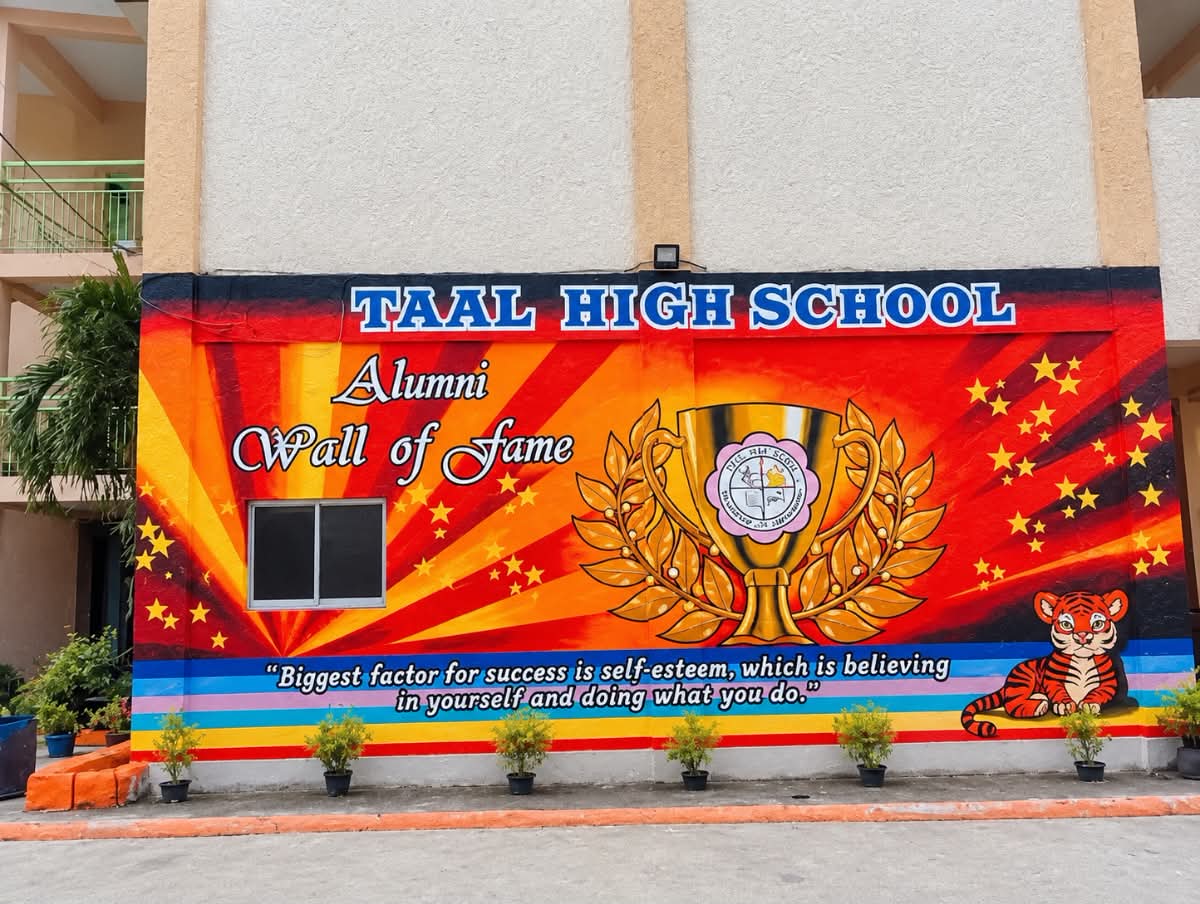 TAAL HIGH SCHOOL
Alumni
Wall of Fame
"Biggest factor for success is self-esteem, which is believing
in yourself and doing what you do."